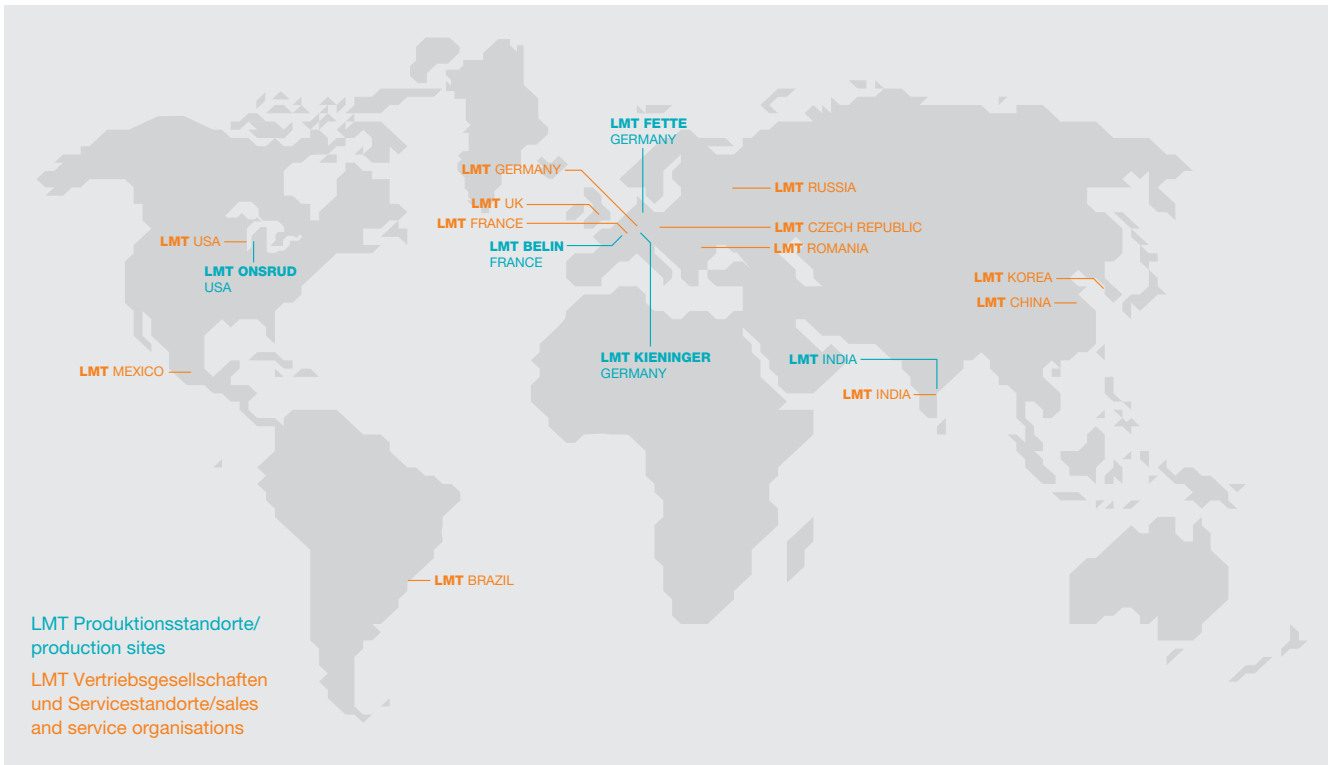 LMT FETTE
GERMANY
LMT GERMANY
LMT RUSSIA
LMT UK
LMT FRANCE
LMT CZECH REPUBLIC
LMT BELIN
FRANCE
LMT ROMANIA
LMT USA
LMT ONSRUD
USA
LMT KOREA
LMT CHINA
LMT KIENINGER
GERMANY
LMT INDIA
LMT MEXICO
LMT INDIA
LMT BRAZIL
LMT Produktionsstandorte/
production sites
LMT Vertriebsgesellschaften
und Servicestandorte/sales
and service organisations